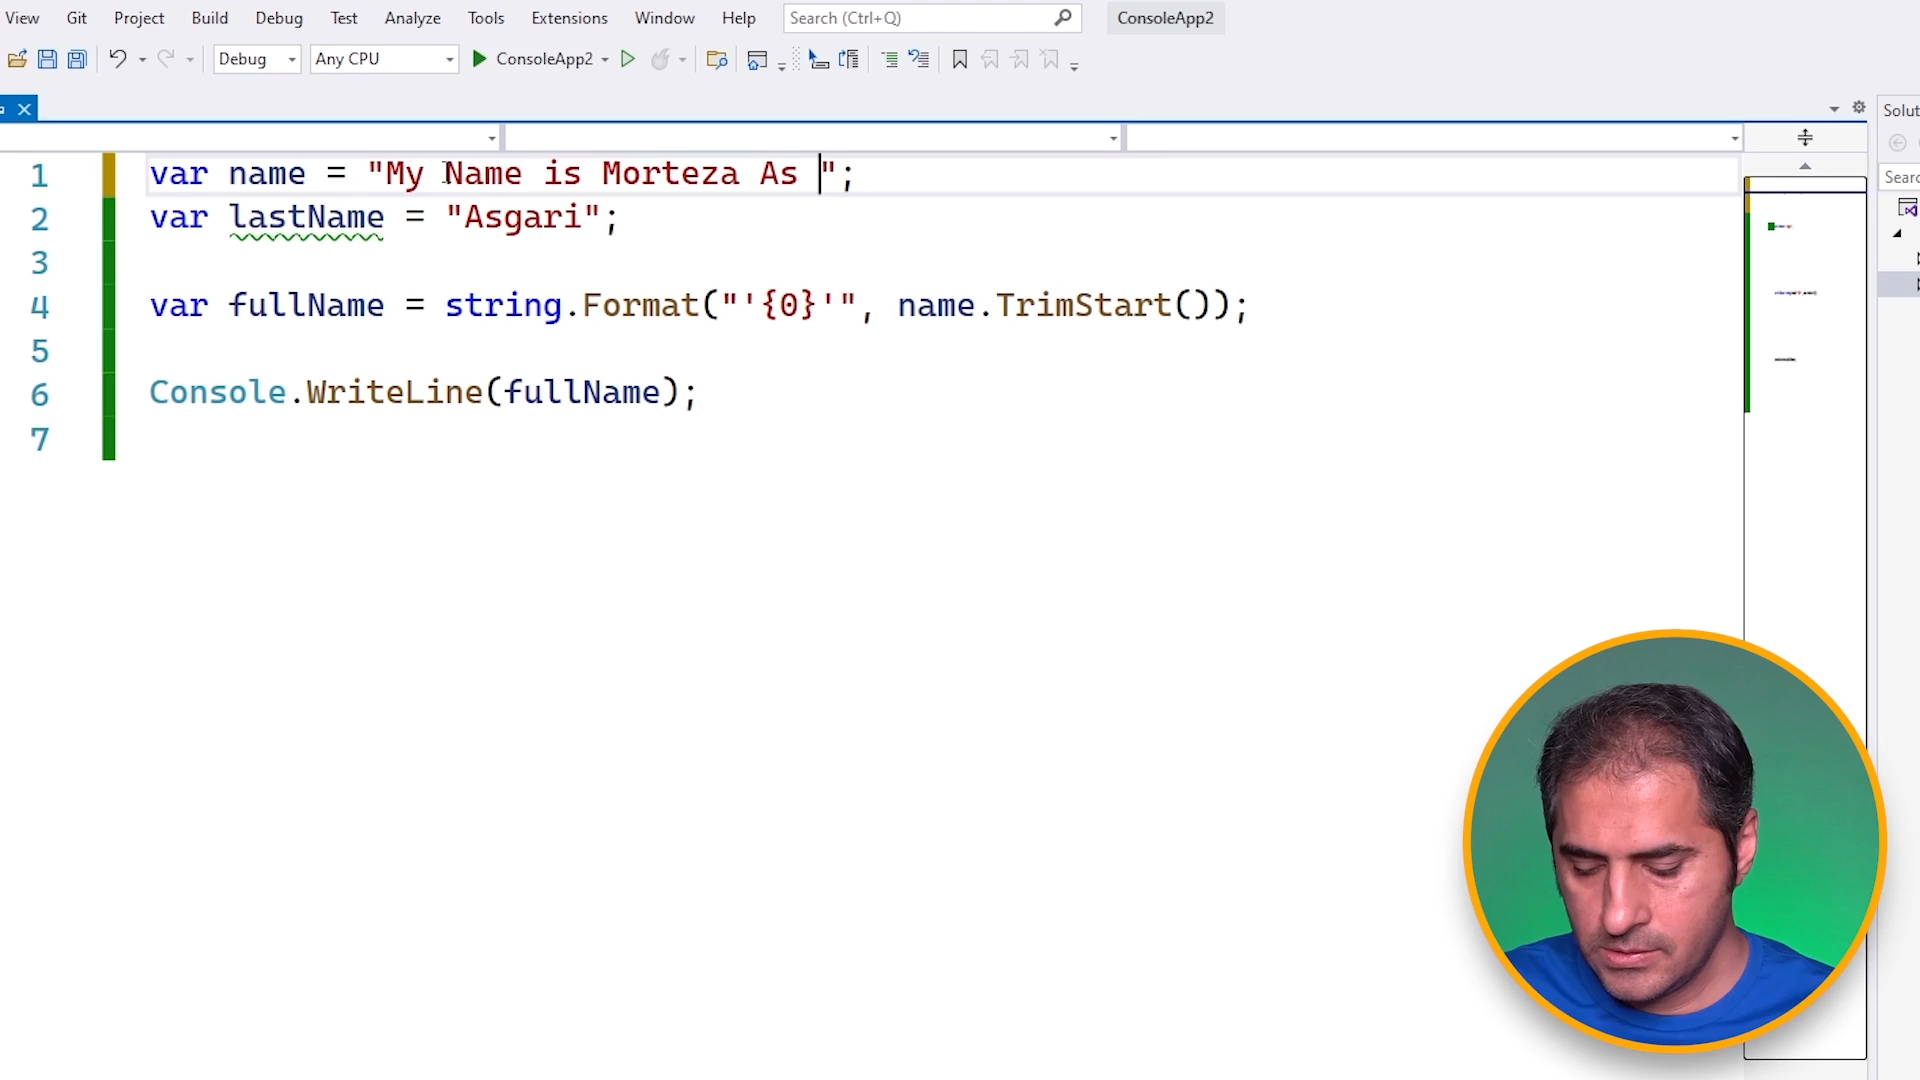 View Git Project Build Debug Test Analyze Tools Extensions Window Help Search (Ctrl+Q) ConsoleApp2
Debug Any CPU ConsoleApp2
Solut
Searc
1 var name = "My Name is Morteza As ";
2 var lastName = "Asgari";
3
4 var fullName = string.Format("'{0}'", name.TrimStart());
5
6 Console.WriteLine(fullName);
7